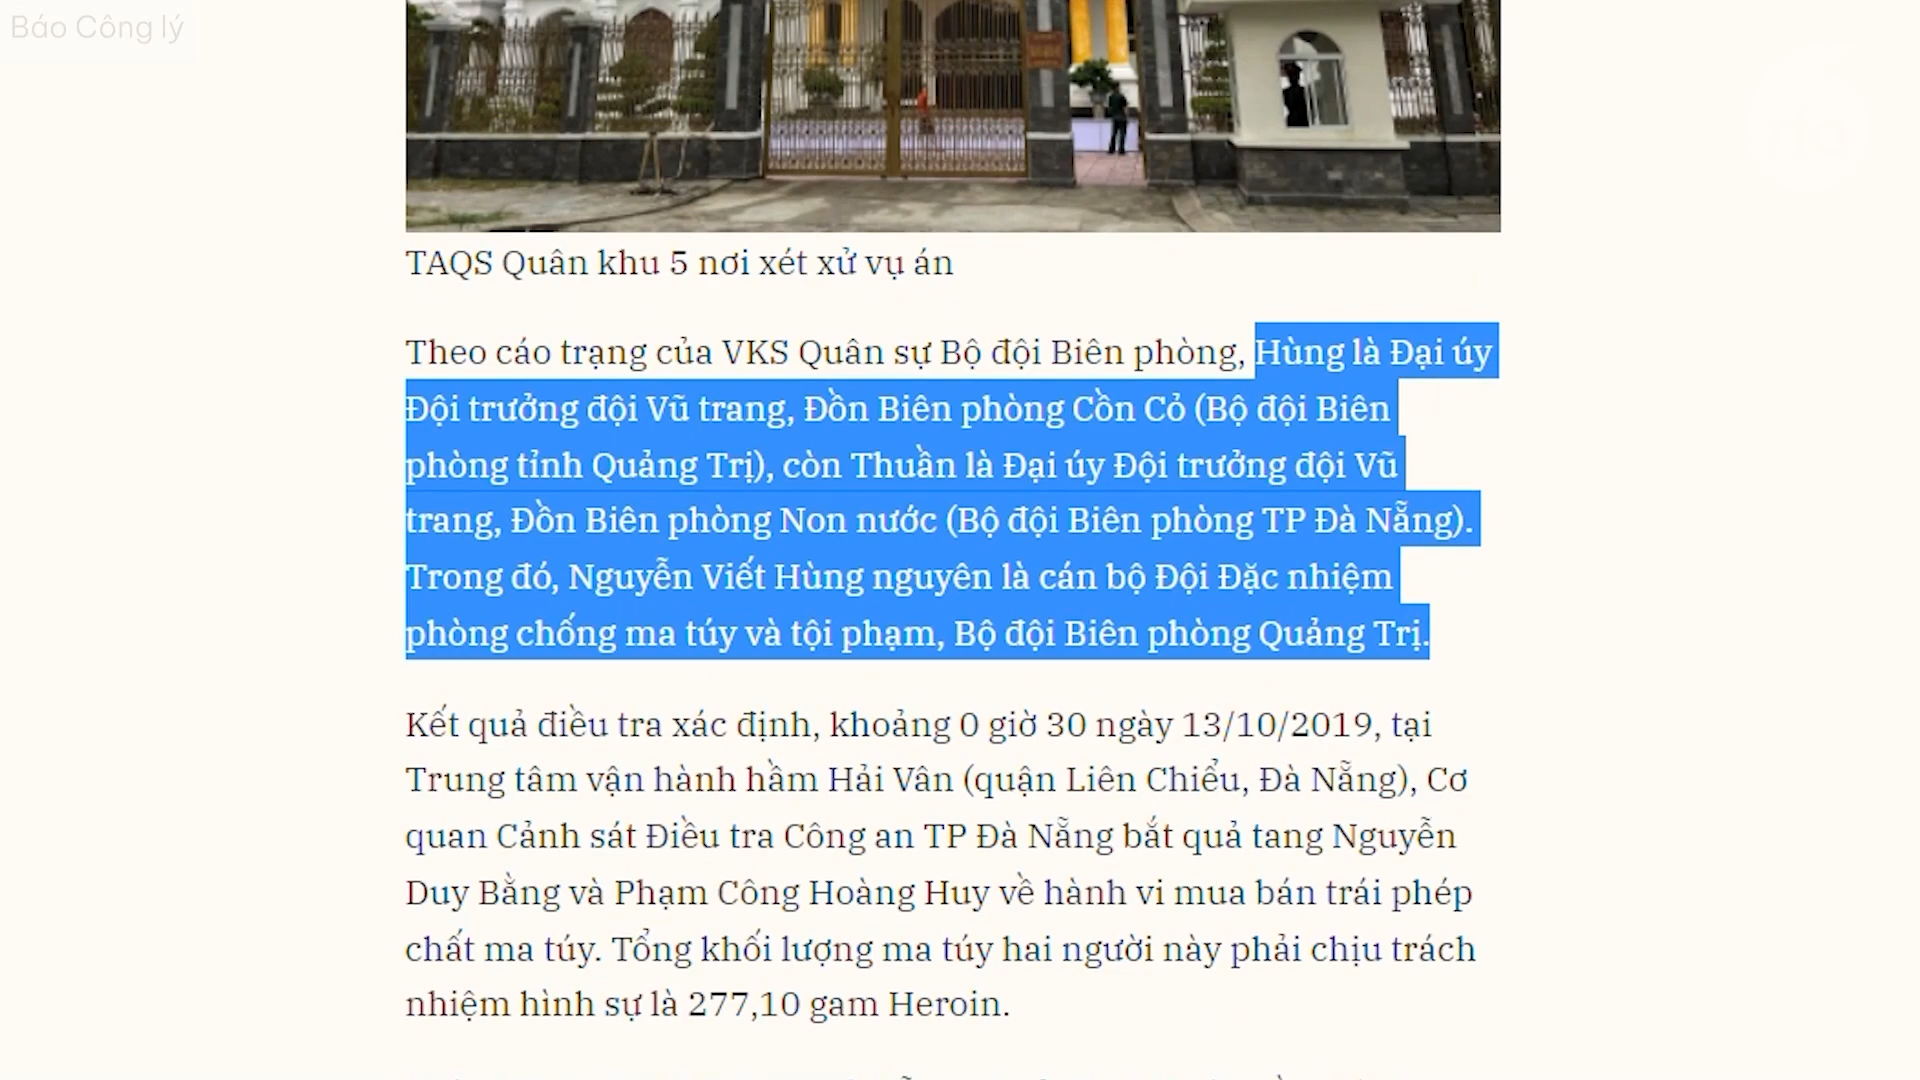 Báo Công lý
TAQS Quân khu 5 nơi xét xử vụ án
Theo cáo trạng của VKS Quân sự Bộ đội Biên phòng, Hùng là Đại úy
Đội trưởng đội Vũ trang, Đồn Biên phòng Cồn Cỏ (Bộ đội Biên
phòng tỉnh Quảng Trị), còn Thuần là Đại úy Đội trưởng đội Vũ
trang, Đồn Biên phòng Non nước (Bộ đội Biên phòng TP Đà Nẵng).
Trong đó, Nguyễn Viết Hùng nguyên là cán bộ Đội Đặc nhiệm
phòng chống ma túy và tội phạm, Bộ đội Biên phòng Quảng Trị.
Kết quả điều tra xác định, khoảng 0 giờ 30 ngày 13/10/2019, tại
Trung tâm vận hành hầm Hải Vân (quận Liên Chiểu, Đà Nẵng), Cơ
quan Cảnh sát Điều tra Công an TP Đà Nẵng bắt quả tang Nguyễn
Duy Bằng và Phạm Công Hoàng Huy về hành vi mua bán trái phép
chất ma túy. Tổng khối lượng ma túy hai người này phải chịu trách
nhiệm hình sự là 277,10 gam Heroin.